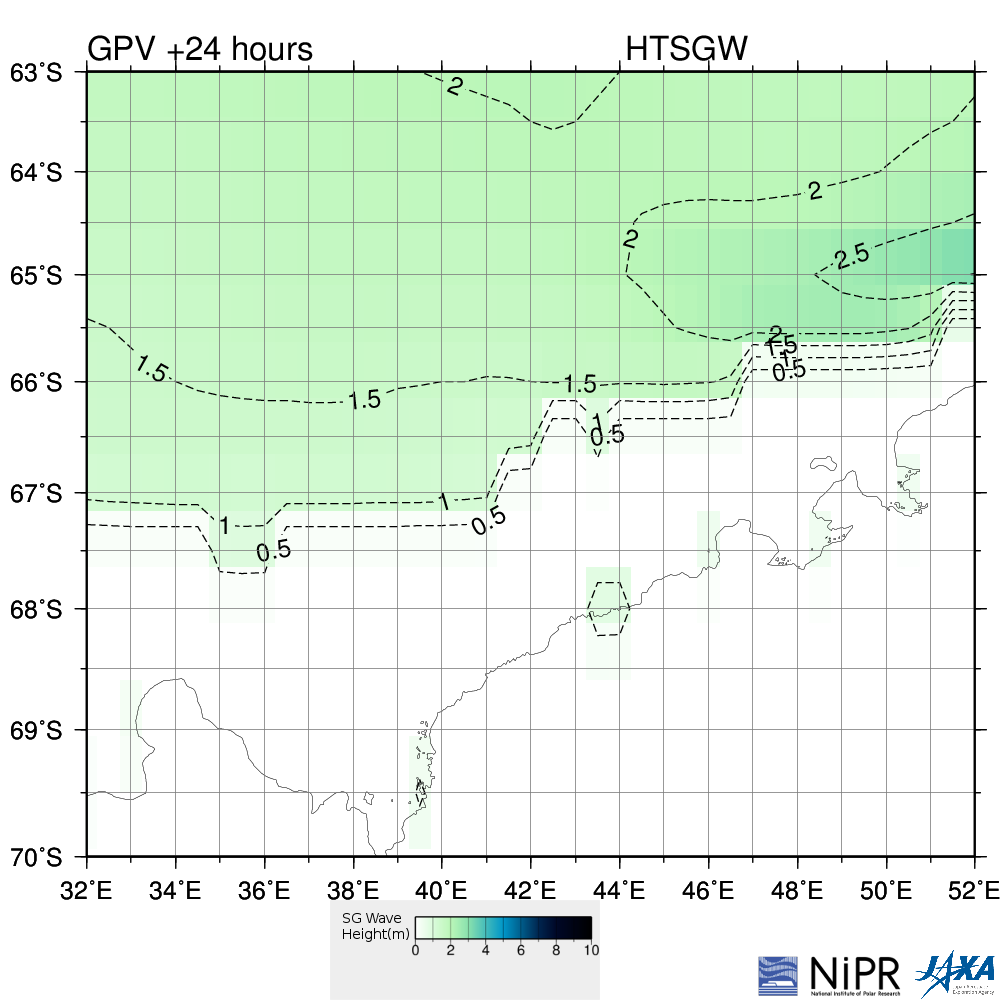 GPV +24 hours HTSGW
63°S
64°S
65°S
66°S
67°S
68°S
69°S
70°S
2
2
2
2.5
2
1.5
1
0.5
1.5
1.5
1.5
1
0.5
1
0.5
1
0.5
32°E 34°E 36°E 38°E 40°E 42°E 44°E 46°E 48°E 50°E 52°E
SG Wave
Height(m)
0 2 4 6 8 10
NiPR
National Institute of Polar Research
JAXA
Japan Aerospace
Exploration Agency